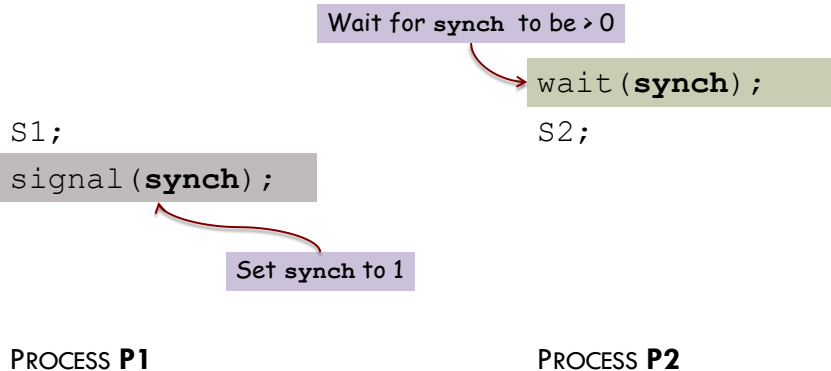 Wait for synch to be > 0
wait(synch);
S1;
S2;
signal(synch);
Set synch to 1
PROCESS P1
PROCESS P2